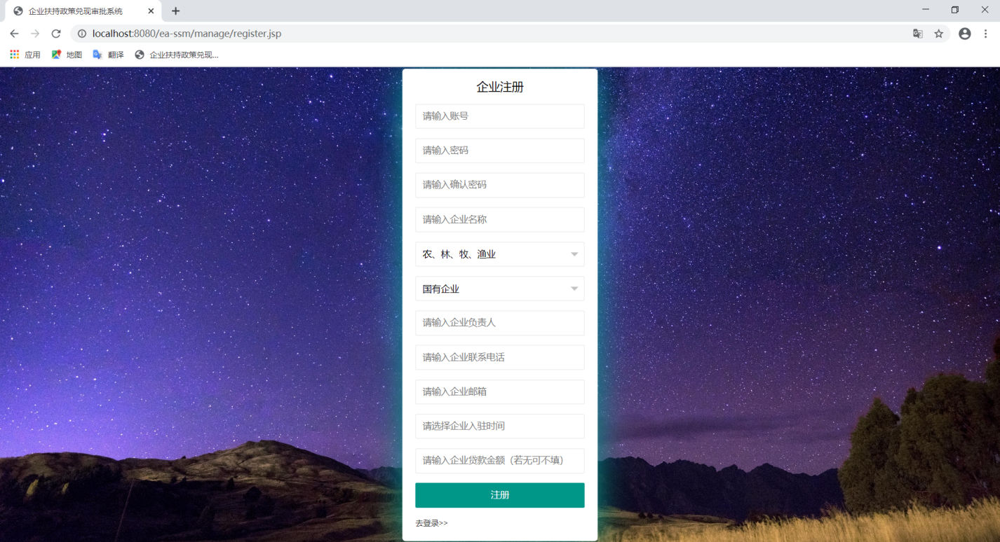 企业扶持政策兑现审批系统
localhost:8080/ea-ssm/manage/register.jsp
应用 地图 翻译 企业扶持政策兑现...
企业注册
请输入账号
请输入密码
请输入确认密码
请输入企业名称
农、林、牧、渔业
国有企业
请输入企业负责人
请输入企业联系电话
请输入企业邮箱
请选择企业入驻时间
请输入企业贷款金额（若无可不填）
注册
去登录>>